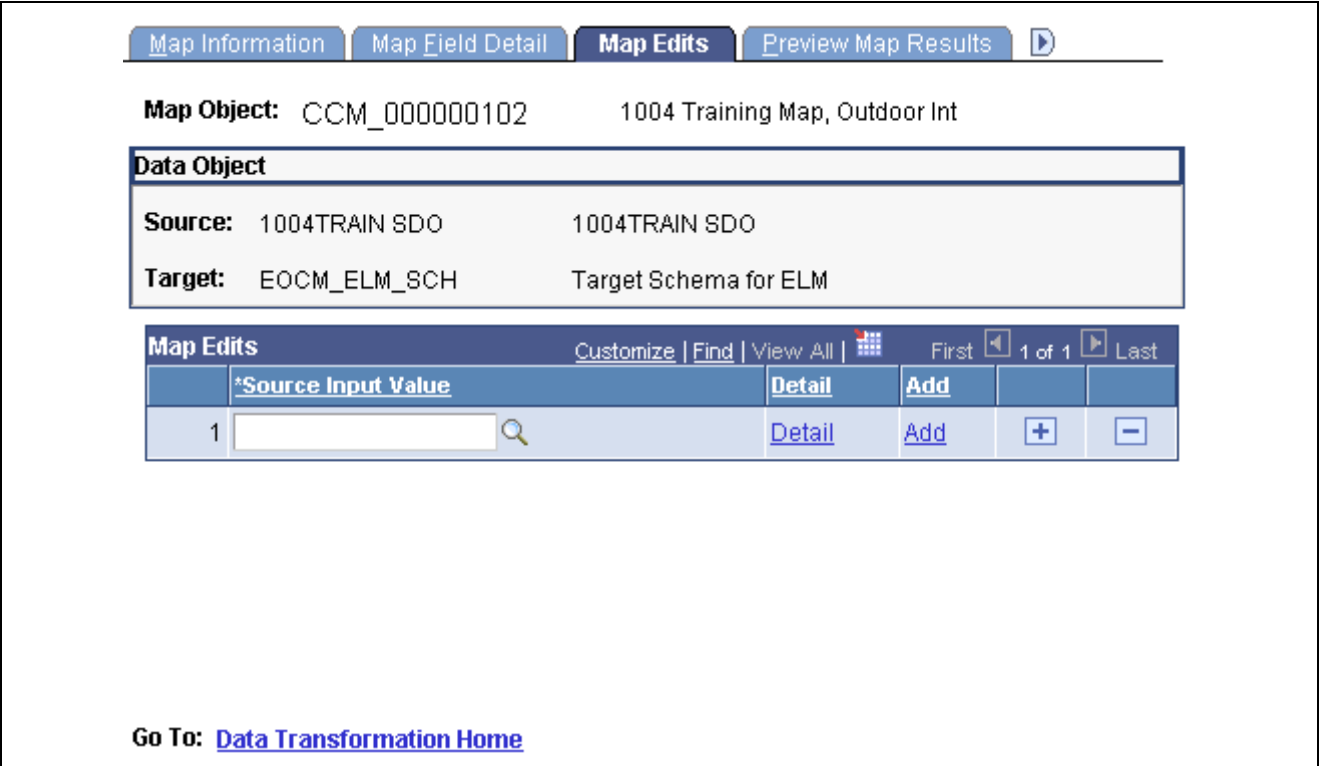 Map Information Map Field Detail Map Edits Preview Map Results
Map Object: CCM_000000102 1004 Training Map, Outdoor Int
Data Object
Source: 1004TRAIN SDO 1004TRAIN SDO
Target: EOCM_ELM_SCH Target Schema for ELM
Map Edits Customize | Find | View All | First 1 of 1 Last
*Source Input Value Detail Add
1 Detail Add
Go To: Data Transformation Home